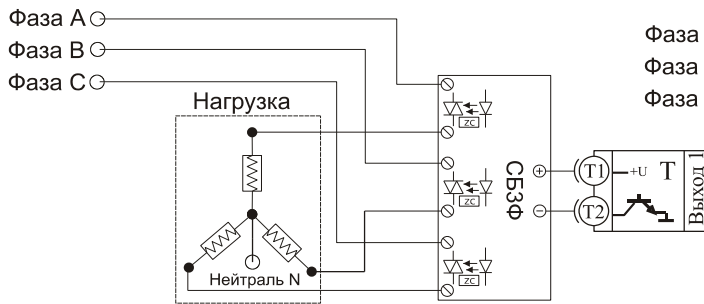 Фаза A
Фаза B
Фаза C
Нагрузка
Нейтраль N
ZC
ZC
ZC
СБ3Ф
+
−
T1
T2
+U
T
Выход 1
Фаза
Фаза
Фаза